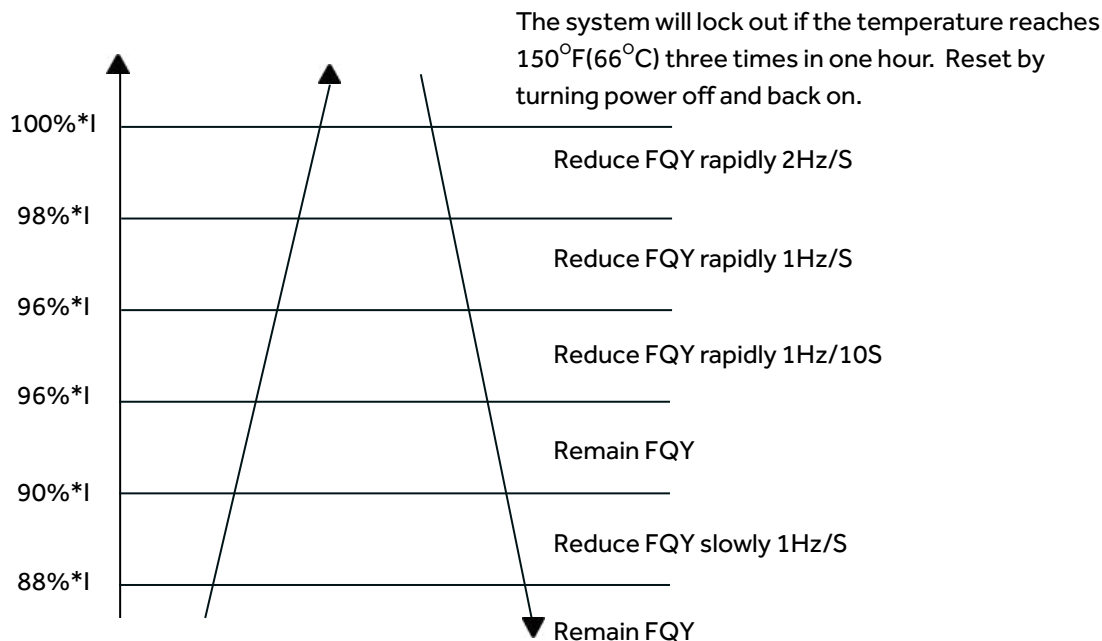 The system will lock out if the temperature reaches
150°F(66°C) three times in one hour. Reset by
turning power off and back on.
100%*I
Reduce FQY rapidly 2Hz/S
98%*I
Reduce FQY rapidly 1Hz/S
96%*I
Reduce FQY rapidly 1Hz/10S
96%*I
Remain FQY
90%*I
Reduce FQY slowly 1Hz/S
88%*I
Remain FQY